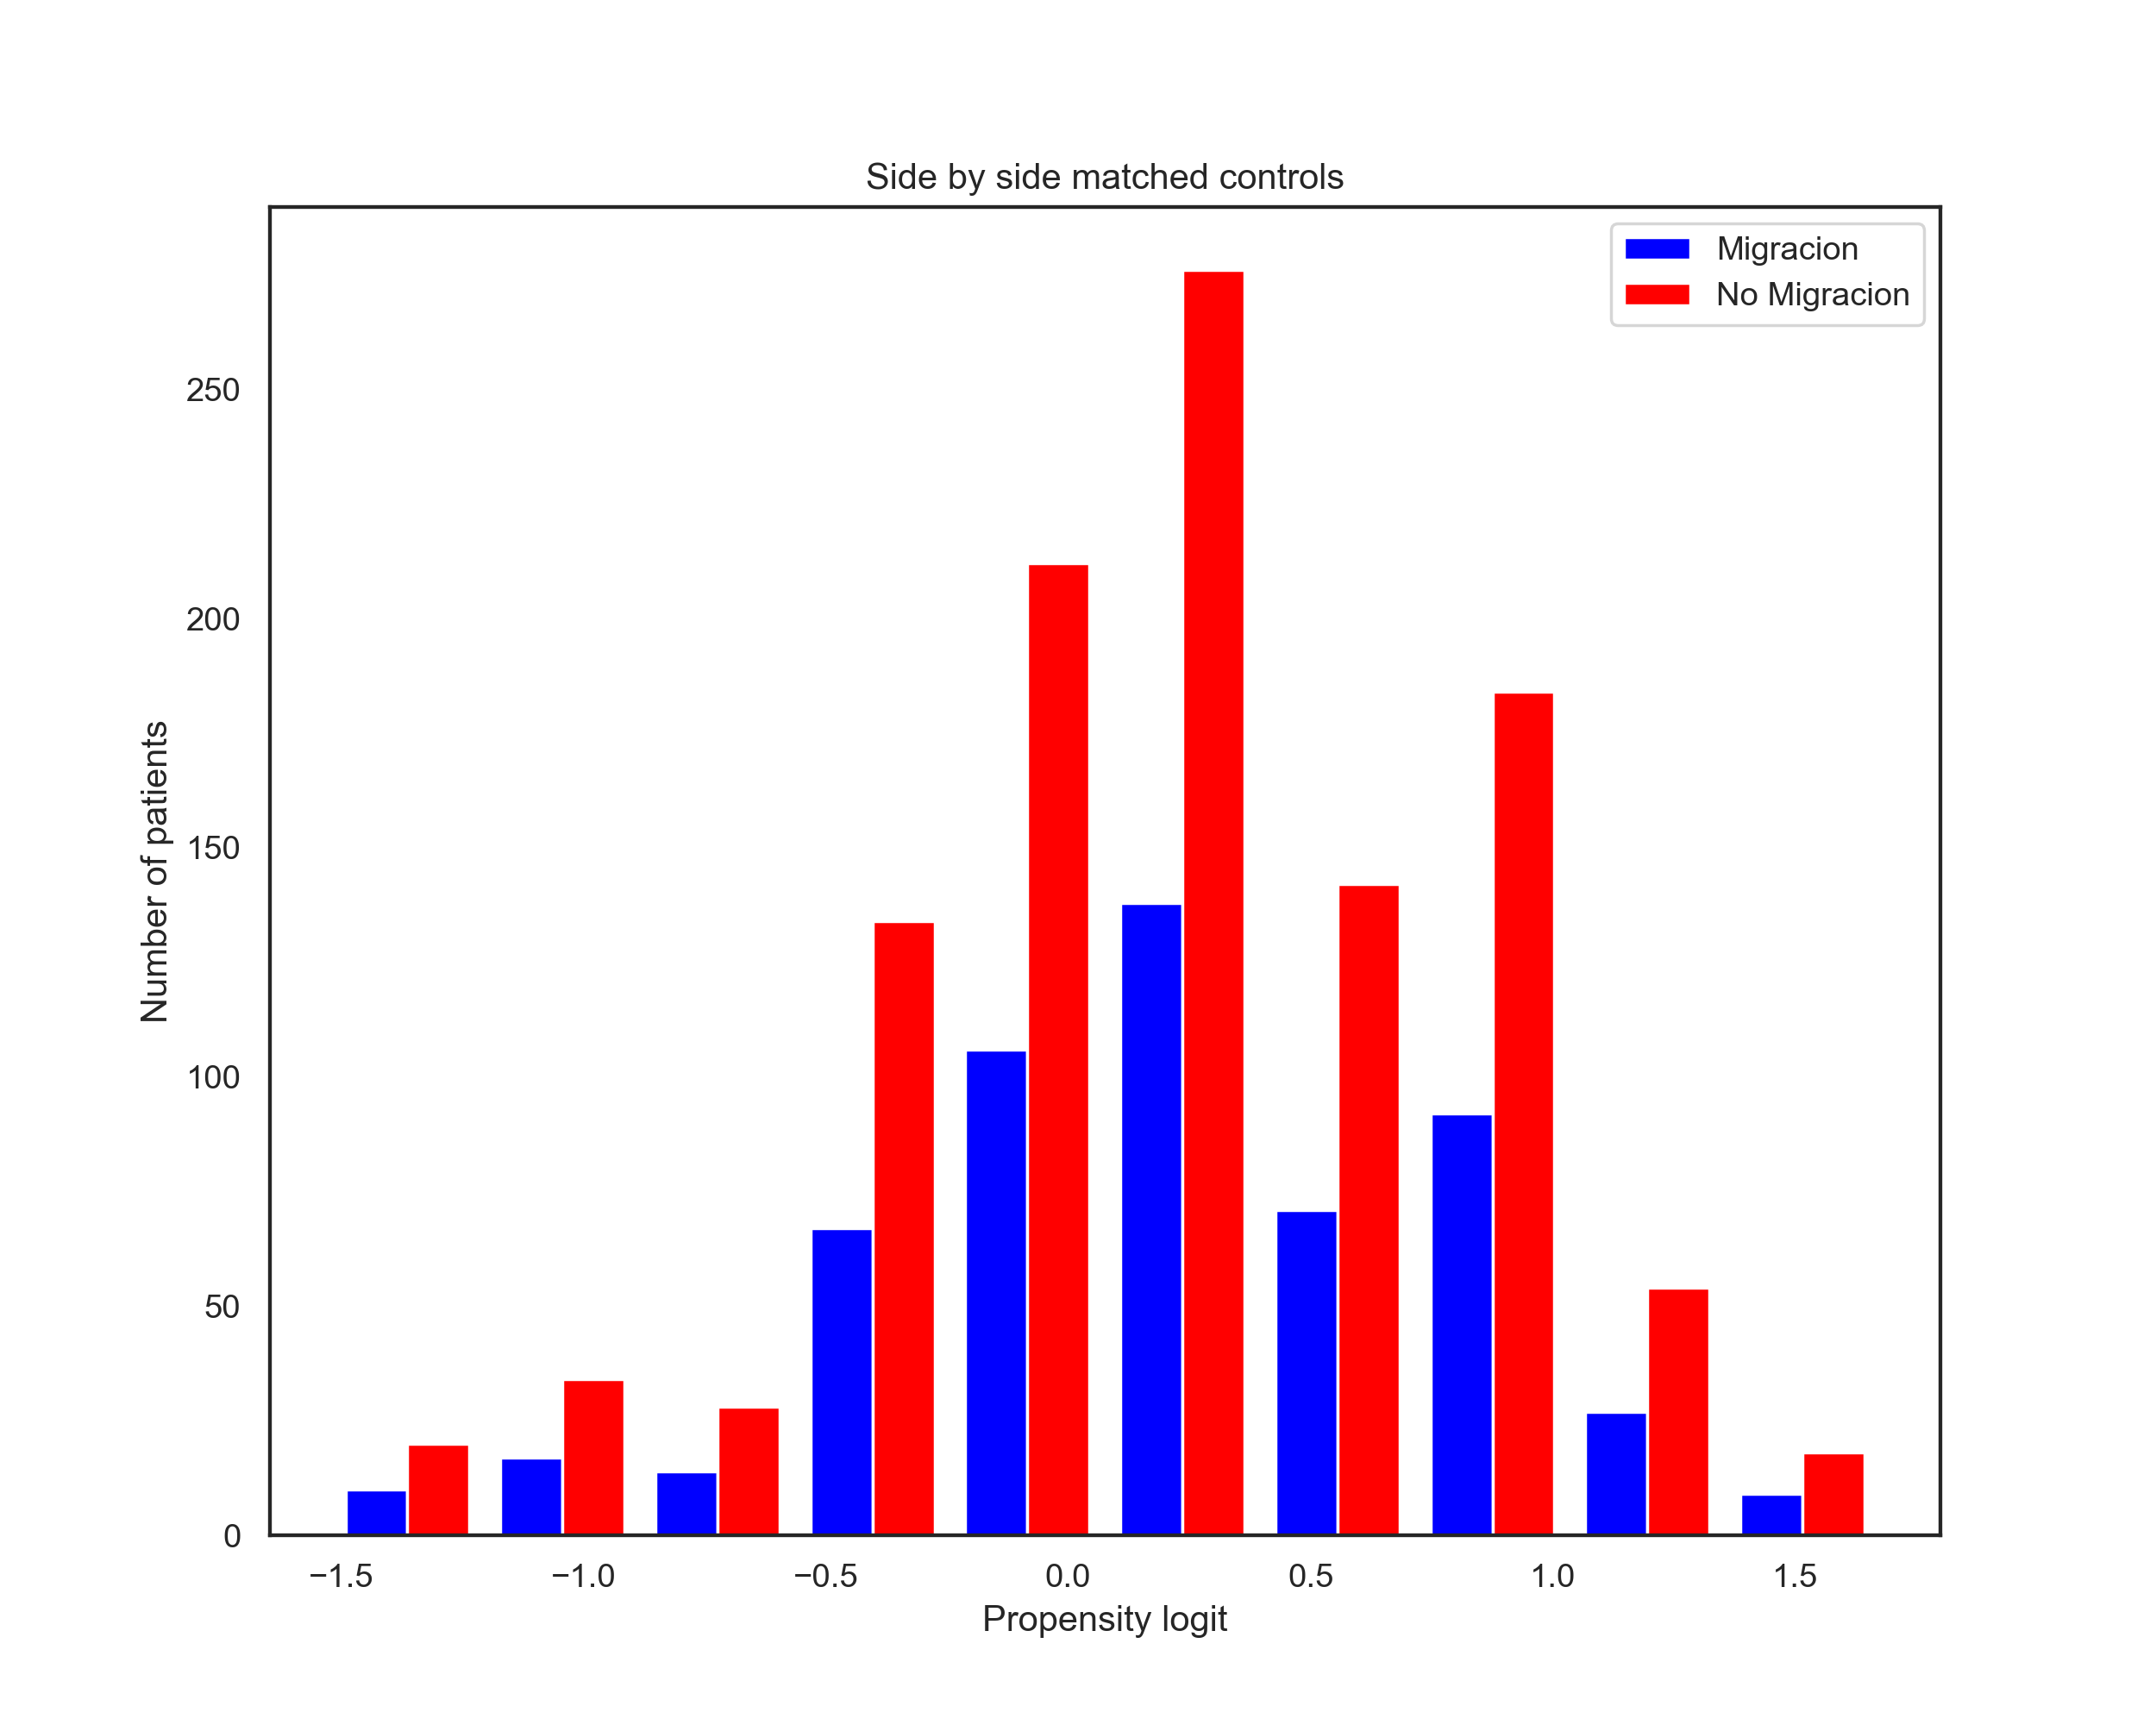 Side by side matched controls
Migracion
No Migracion
250
200
150
100
50
0
Number of patients
−1.5 −1.0 −0.5 0.0 0.5 1.0 1.5
Propensity logit